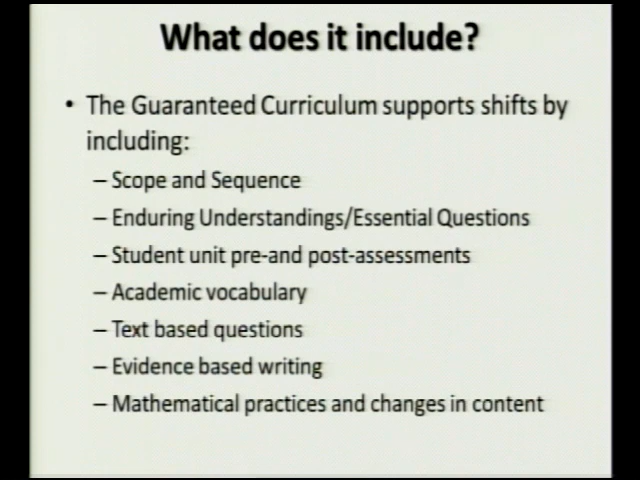 What does it include?
• The Guaranteed Curriculum supports shifts by
including:
– Scope and Sequence
– Enduring Understandings/Essential Questions
– Student unit pre-and post-assessments
– Academic vocabulary
– Text based questions
– Evidence based writing
– Mathematical practices and changes in content